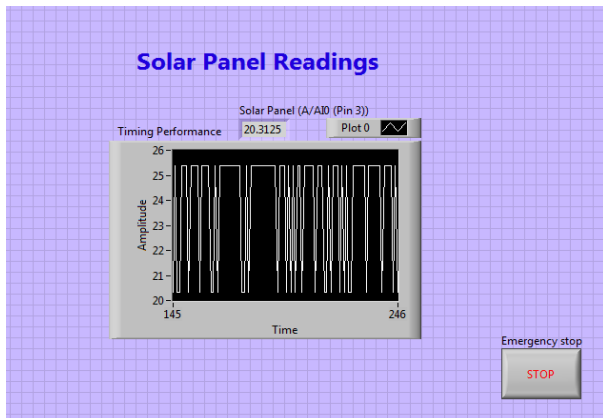 Solar Panel Readings
Solar Panel (A/AI0 (Pin 3))
Timing Performance
20.3125
Plot 0
26
25
24
23
22
21
20
Amplitude
145
246
Time
Emergency stop
STOP